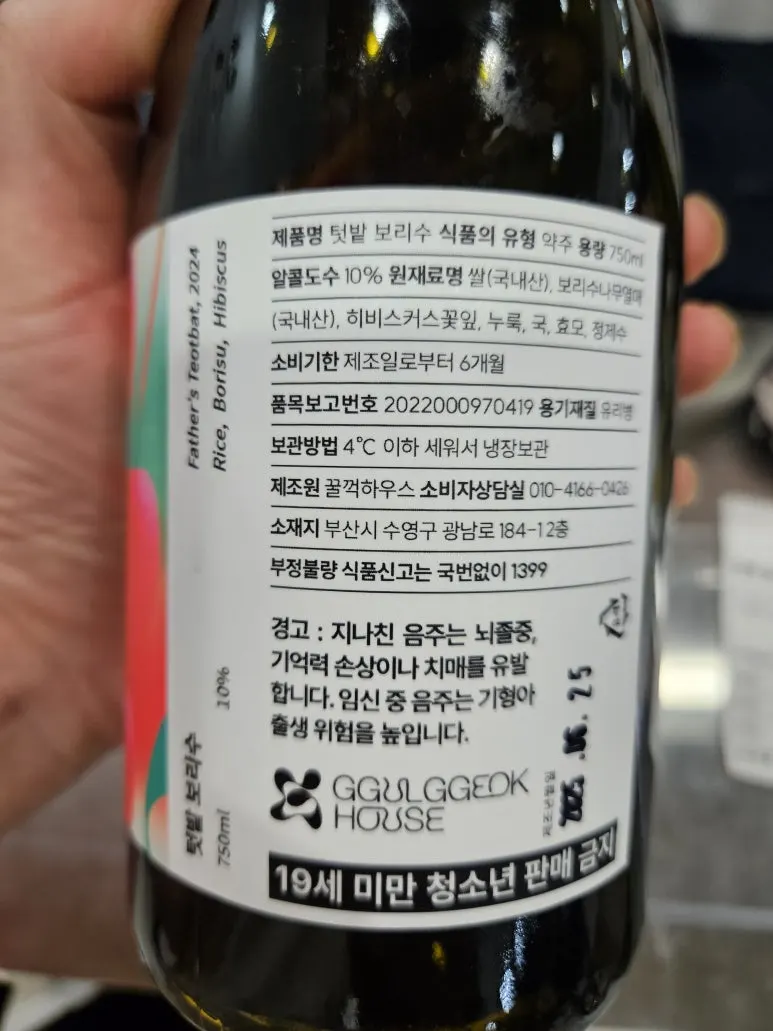 Father's Teotbat, 2024
Rice, Borisu, Hibiscus
10%
텃밭 보리수
750ml
제품명 텃밭 보리수 식품의 유형 약주 용량 750ml
알콜도수 10% 원재료명 쌀(국내산), 보리수나무열매
(국내산), 히비스커스꽃잎, 누룩, 국, 효모, 정제수
소비기한 제조일로부터 6개월
품목보고번호 2022000970419 용기재질 유리병
보관방법 4℃ 이하 세워서 냉장보관
제조원 꿀꺽하우스 소비자상담실 010-4166-0426
소재지 부산시 수영구 광남로 184-1 2층
부정불량 식품신고는 국번없이 1399
경고 : 지나친 음주는 뇌졸중,
기억력 손상이나 치매를 유발
합니다. 임신 중 음주는 기형아
출생 위험을 높입니다.
제조년월일
2025. 06. 25
GGULGGEOK
HOUSE
19세 미만 청소년 판매 금지